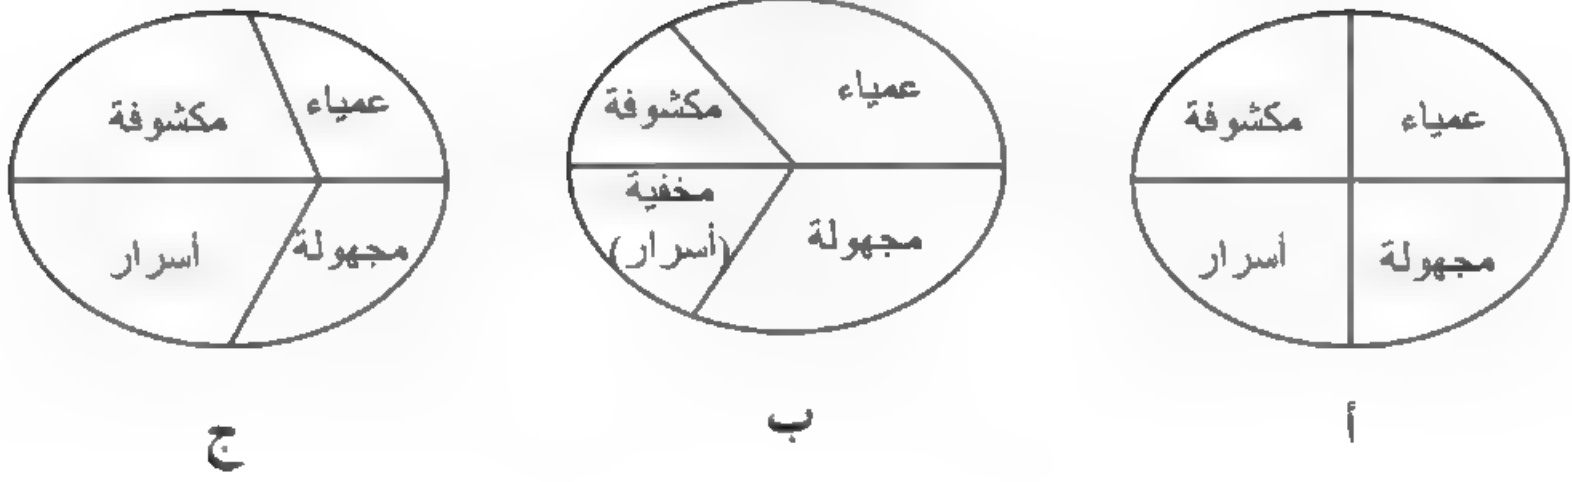 مكشوفة
عمياء
أسرار
مجهولة
أ
مكشوفة
عمياء
مخفية
(أسرار)
مجهولة
ب
مكشوفة
عمياء
أسرار
مجهولة
ج